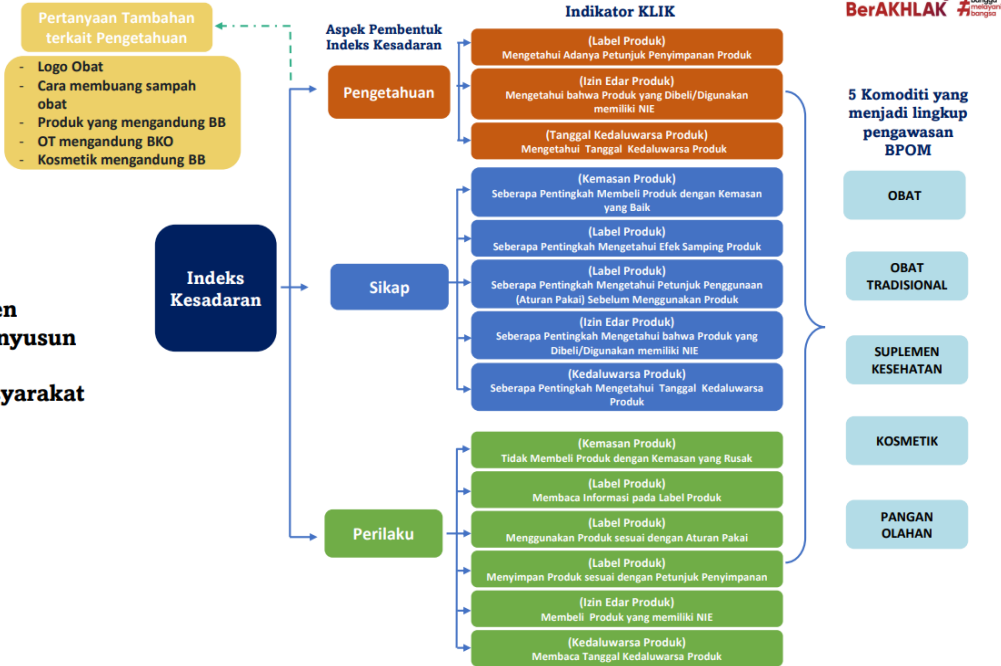 BerAKHLAK
#bangga
melayani
bangsa
Pertanyaan Tambahan
terkait Pengetahuan
- Logo Obat
- Cara membuang sampah
obat
- Produk yang mengandung BB
- OT mengandung BKO
- Kosmetik mengandung BB
Aspek Pembentuk
Indeks Kesadaran
Indikator KLIK
Indeks
Kesadaran
en
nyusun
yarakat
Pengetahuan
(Label Produk)
Mengetahui Adanya Petunjuk Penyimpanan Produk
(Izin Edar Produk)
Mengetahui bahwa Produk yang Dibeli/Digunakan
memiliki NIE
(Tanggal Kedaluwarsa Produk)
Mengetahui Tanggal Kedaluwarsa Produk
Sikap
(Kemasan Produk)
Seberapa Pentingkah Membeli Produk dengan Kemasan
yang Baik
(Label Produk)
Seberapa Pentingkah Mengetahui Efek Samping Produk
(Label Produk)
Seberapa Pentingkah Mengetahui Petunjuk Penggunaan
(Aturan Pakai) Sebelum Menggunakan Produk
(Izin Edar Produk)
Seberapa Pentingkah Mengetahui bahwa Produk yang
Dibeli/Digunakan memiliki NIE
(Kedaluwarsa Produk)
Seberapa Pentingkah Mengetahui Tanggal Kedaluwarsa
Produk
Perilaku
(Kemasan Produk)
Tidak Membeli Produk dengan Kemasan yang Rusak
(Label Produk)
Membaca Informasi pada Label Produk
(Label Produk)
Menggunakan Produk sesuai dengan Aturan Pakai
(Label Produk)
Menyimpan Produk sesuai dengan Petunjuk Penyimpanan
(Izin Edar Produk)
Membeli Produk yang memiliki NIE
(Kedaluwarsa Produk)
Membaca Tanggal Kedaluwarsa Produk
5 Komoditi yang
menjadi lingkup
pengawasan
BPOM
OBAT
OBAT
TRADISIONAL
SUPLEMEN
KESEHATAN
KOSMETIK
PANGAN
OLAHAN